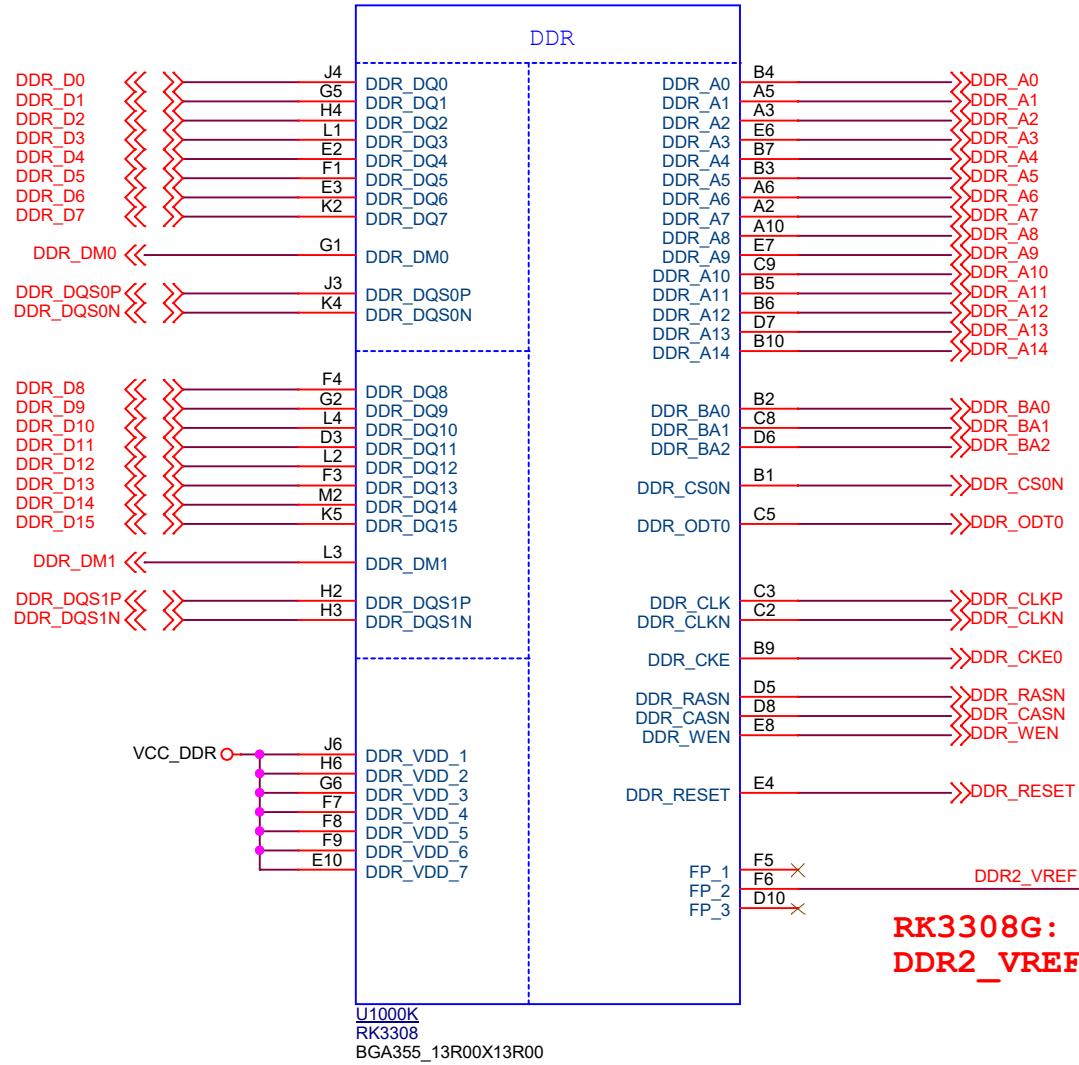 DDR
DDR_D0 J4 DDR_DQ0
DDR_D1 G5 DDR_DQ1
DDR_D2 H4 DDR_DQ2
DDR_D3 L1 DDR_DQ3
DDR_D4 E2 DDR_DQ4
DDR_D5 F1 DDR_DQ5
DDR_D6 E3 DDR_DQ6
DDR_D7 K2 DDR_DQ7
DDR_DM0 G1 DDR_DM0
DDR_DQS0P J3 DDR_DQS0P
DDR_DQS0N K4 DDR_DQS0N
DDR_D8 F4 DDR_DQ8
DDR_D9 G2 DDR_DQ9
DDR_D10 L4 DDR_DQ10
DDR_D11 D3 DDR_DQ11
DDR_D12 L2 DDR_DQ12
DDR_D13 F3 DDR_DQ13
DDR_D14 M2 DDR_DQ14
DDR_D15 K5 DDR_DQ15
DDR_DM1 L3 DDR_DM1
DDR_DQS1P H2 DDR_DQS1P
DDR_DQS1N H3 DDR_DQS1N
VCC_DDR J6 DDR_VDD_1
H6 DDR_VDD_2
G6 DDR_VDD_3
F7 DDR_VDD_4
F8 DDR_VDD_5
F9 DDR_VDD_6
E10 DDR_VDD_7
DDR_A0 B4 DDR_A0
DDR_A1 A5 DDR_A1
DDR_A2 A3 DDR_A2
DDR_A3 E6 DDR_A3
DDR_A4 B7 DDR_A4
DDR_A5 B3 DDR_A5
DDR_A6 A6 DDR_A6
DDR_A7 A2 DDR_A7
DDR_A8 A10 DDR_A8
DDR_A9 E7 DDR_A9
DDR_A10 C9 DDR_A10
DDR_A11 B5 DDR_A11
DDR_A12 B6 DDR_A12
DDR_A13 D7 DDR_A13
DDR_A14 B10 DDR_A14
DDR_BA0 B2 DDR_BA0
DDR_BA1 C8 DDR_BA1
DDR_BA2 D6 DDR_BA2
DDR_CS0N B1 DDR_CS0N
DDR_ODT0 C5 DDR_ODT0
DDR_CLK C3 DDR_CLKP
DDR_CLKN C2 DDR_CLKN
DDR_CKE B9 DDR_CKE0
DDR_RASN D5 DDR_RASN
DDR_CASN D8 DDR_CASN
DDR_WEN E8 DDR_WEN
DDR_RESET E4 DDR_RESET
FP_1 F5
FP_2 F6 DDR2_VREF
FP_3 D10
RK3308G:
DDR2_VREF
U1000K
RK3308
BGA355_13R00X13R00